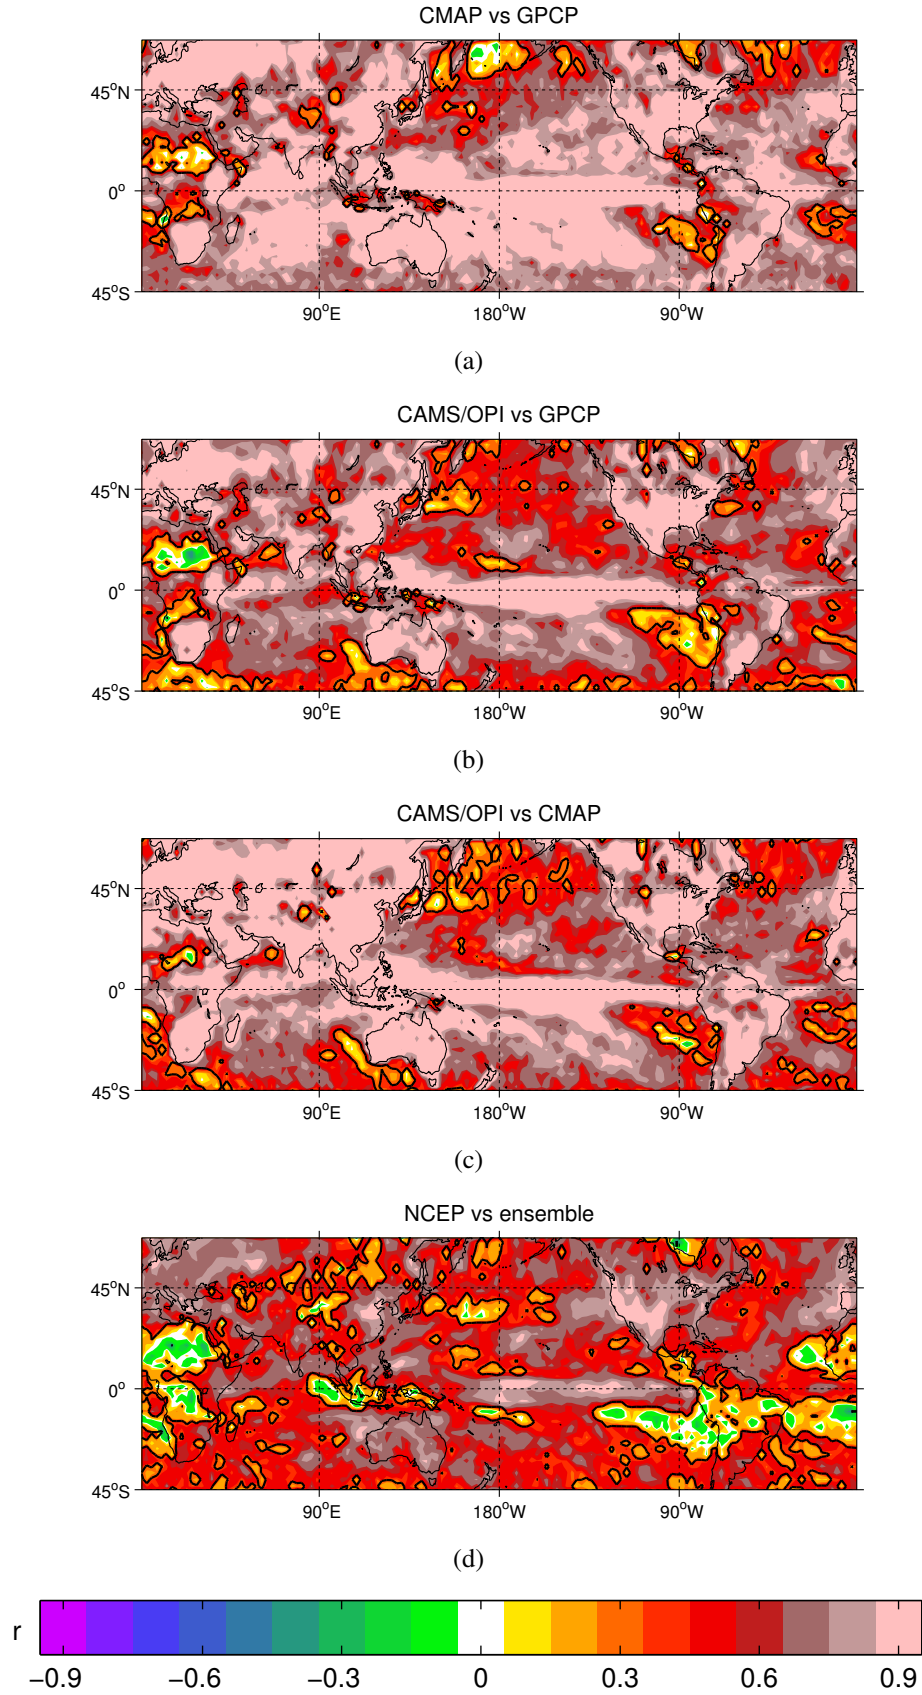 CMAP vs GPCP
45°N
0°
45°S
90°E 180°W 90°W
(a)
CAMS/OPI vs GPCP
45°N
0°
45°S
90°E 180°W 90°W
(b)
CAMS/OPI vs CMAP
45°N
0°
45°S
90°E 180°W 90°W
(c)
NCEP vs ensemble
45°N
0°
45°S
90°E 180°W 90°W
(d)
r
−0.9 −0.6 −0.3 0 0.3 0.6 0.9